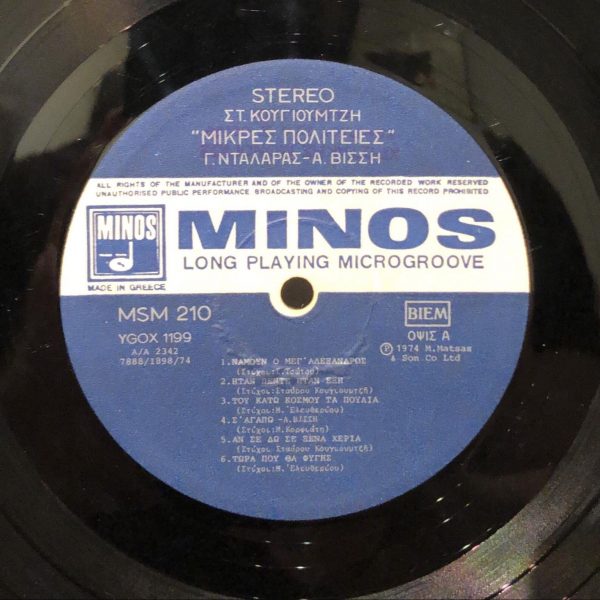 STEREO
ΣΤ. ΚΟΥΓΙΟΥΜΤΖΗ
"ΜΙΚΡΕΣ ΠΟΛΙΤΕΙΕΣ"
Γ. ΝΤΑΛΑΡΑΣ-Α. ΒΙΣΣΗ
ALL RIGHTS OF THE MANUFACTURER AND OF THE OWNER OF THE RECORDED WORK RESERVED
UNAUTHORISED PUBLIC PERFORMANCE BROADCASTING AND COPYING OF THIS RECORD PROHIBITED
MINOS
MINOS
LONG PLAYING MICROGROOVE
MADE IN GREECE
MSM 210
BIEM
YGOX 1199
ΟΨΙΣ Α
A/A 2342
7888/1898/74
Ⓟ 1974 M.Matsas
& Son Co Ltd
1.ΝΑΜΟΥΝ Ο ΜΕΓ'ΑΛΕΞΑΝΔΡΟΣ
2.ΗΤΑΝ ΠΕΝΤΕ ΗΤΑΝ ΕΞΗ
(Στίχοι: Σταύρου Κουγιουμτζή
3.ΤΟΥ ΚΑΤΩ ΚΟΣΜΟΥ ΤΑ ΠΟΥΛΙΑ
(Στίχοι:Μ.Ελευθερίου)
4.Σ'ΑΓΑΠΩ -Α.ΒΙΣΣΗ
5.ΑΝ ΣΕ ΔΩ ΣΕ ΞΕΝΑ ΧΕΡΙΑ
(Στίχοι Σταύρου Κουγιουμτζή
6.ΤΩΡΑ ΠΟΥ ΘΑ ΦΥΓΗΣ
(Στίχοι:Μ.Ελευθερίου)